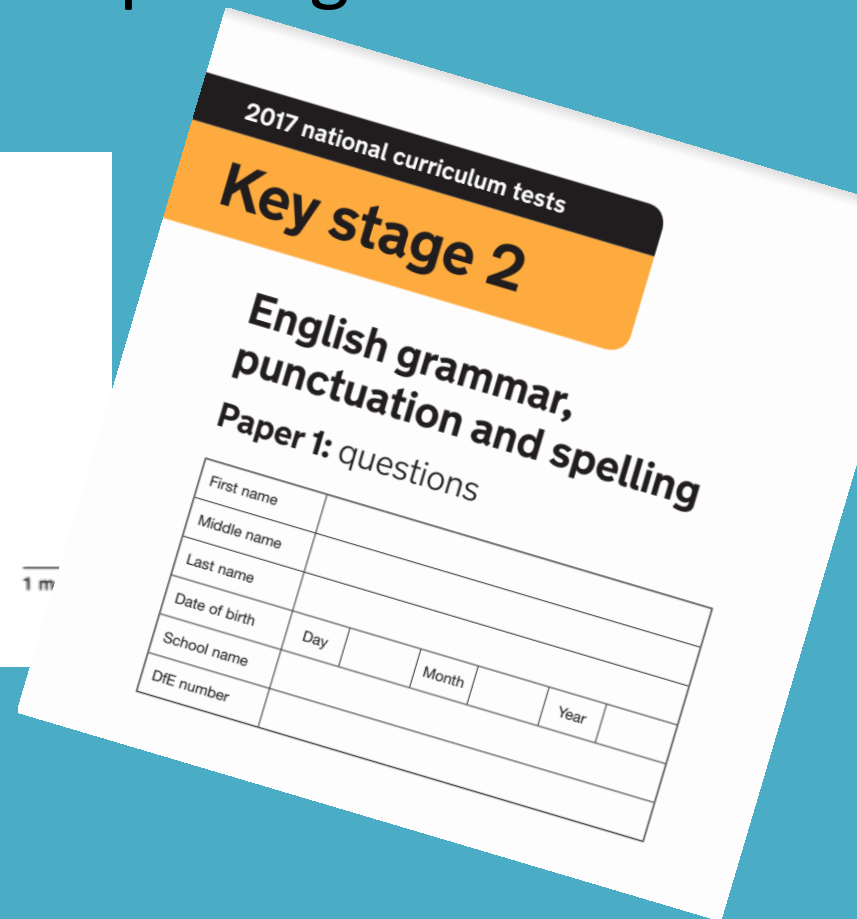 2017 national curriculum tests
Key stage 2
English grammar,
punctuation and spelling
Paper 1: questions
First name
Middle name
Last name
Date of birth
Day
Month
Year
School name
DfE number
1 m